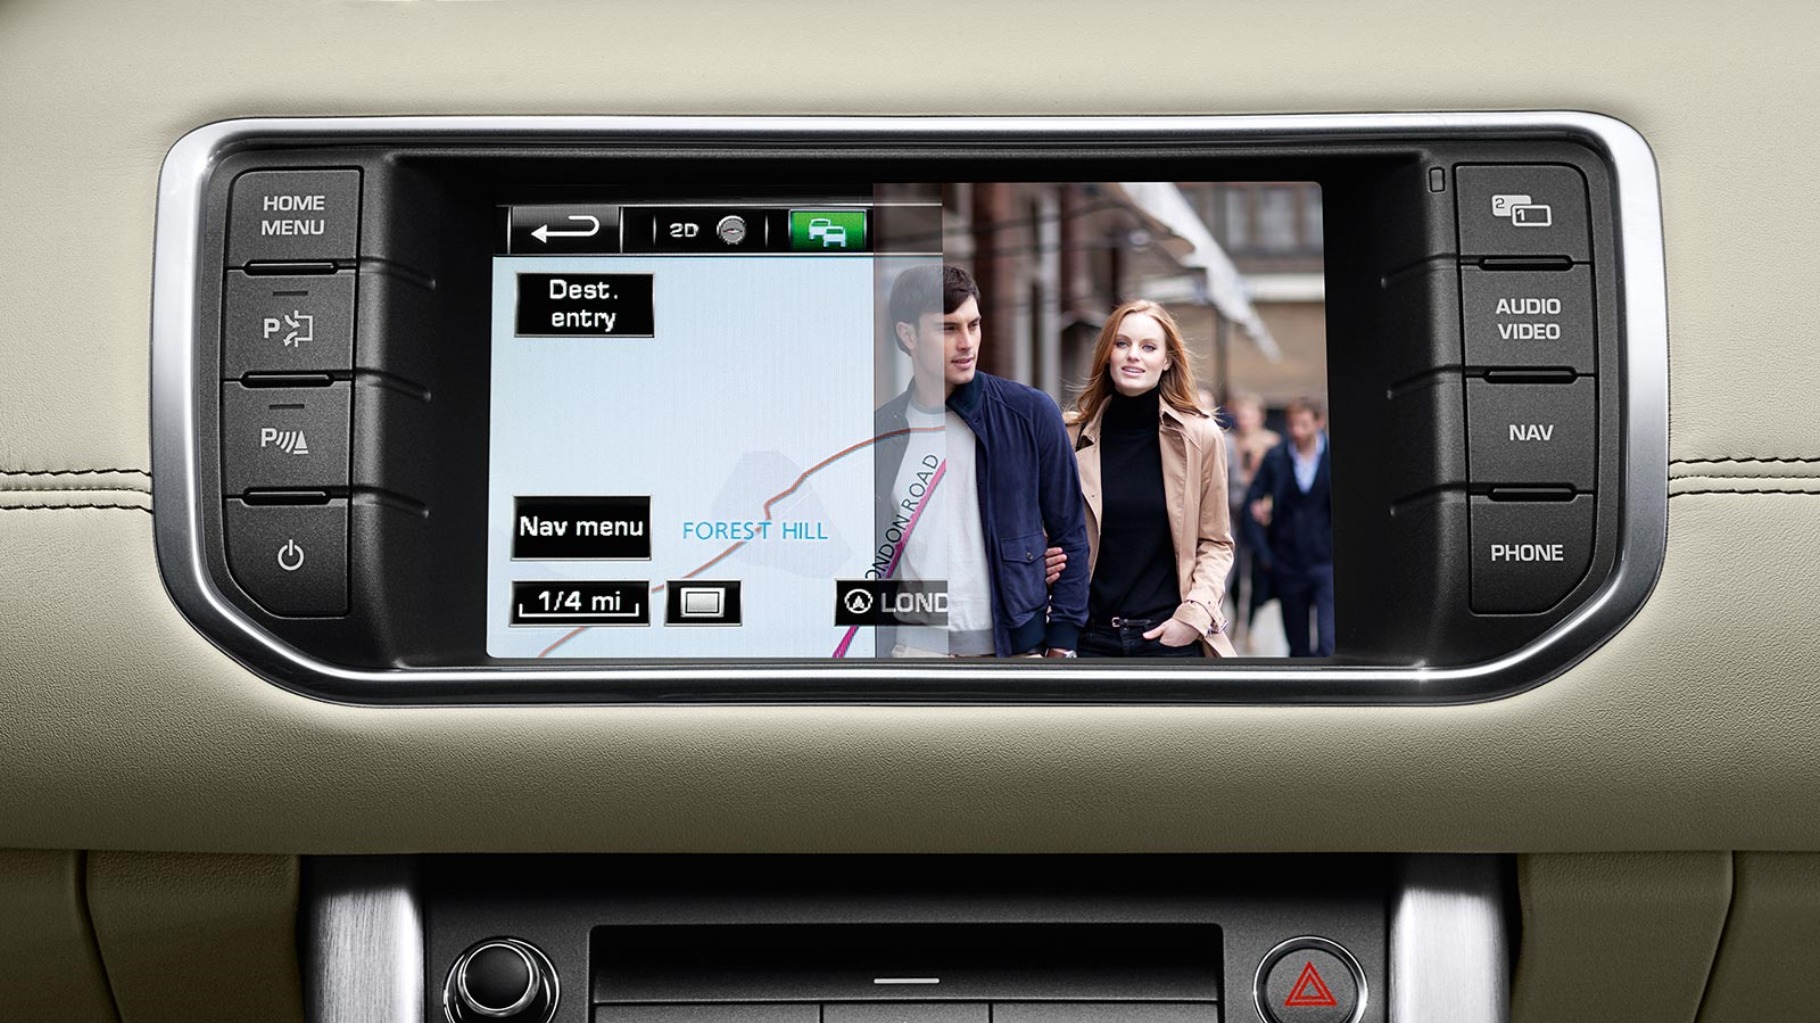 HOME
MENU
P
P
2D
Dest.
entry
Nav menu
FOREST HILL
1/4 mi
ONDON ROAD
LOND
2
1
AUDIO
VIDEO
NAV
PHONE